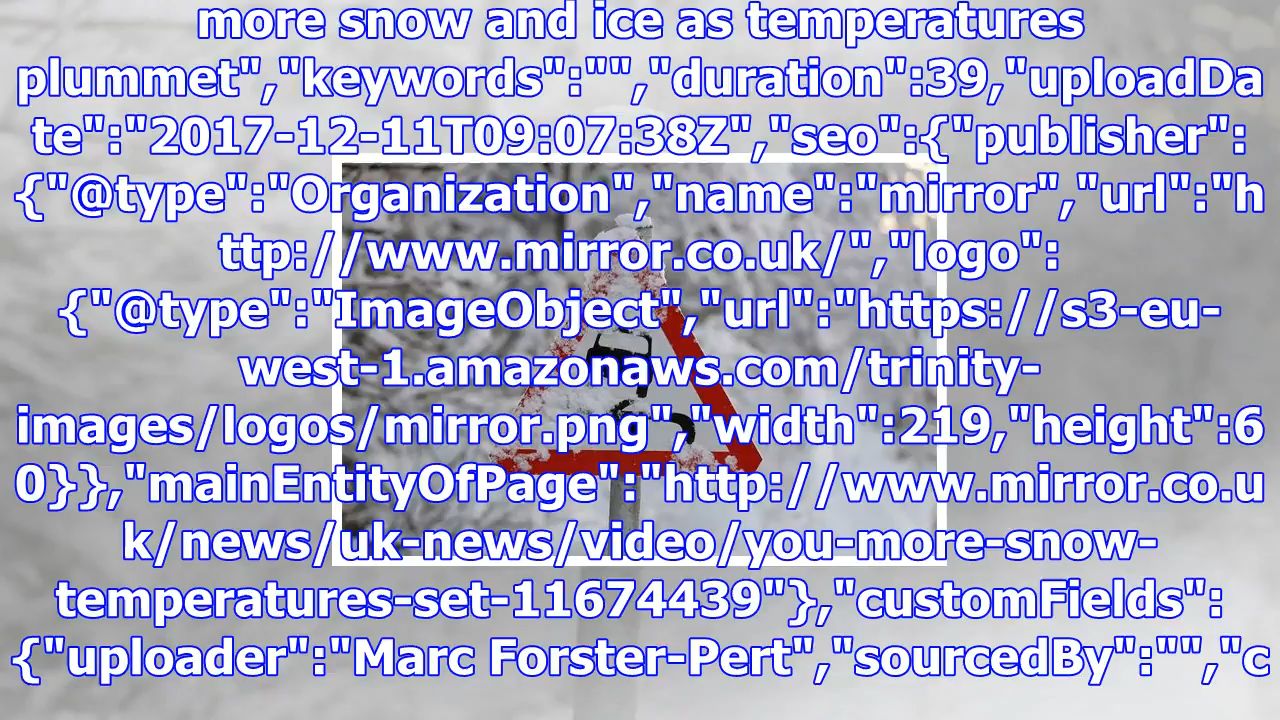 more snow and ice as temperatures
plummet","keywords":"","duration":39,"uploadDa
te":"2017-12-11T09:07:38Z","seo":{"publisher":
{"@type":"Organization","name":"mirror","url":"h
ttp://www.mirror.co.uk/","logo":
{"@type":"ImageObject","url":"https://s3-eu-
west-1.amazonaws.com/trinity-
images/logos/mirror.png","width":219,"height":6
0}},"mainEntityOfPage":"http://www.mirror.co.u
k/news/uk-news/video/you-more-snow-
temperatures-set-11674439"},"customFields":
{"uploader":"Marc Forster-Pert","sourcedBy":"","c